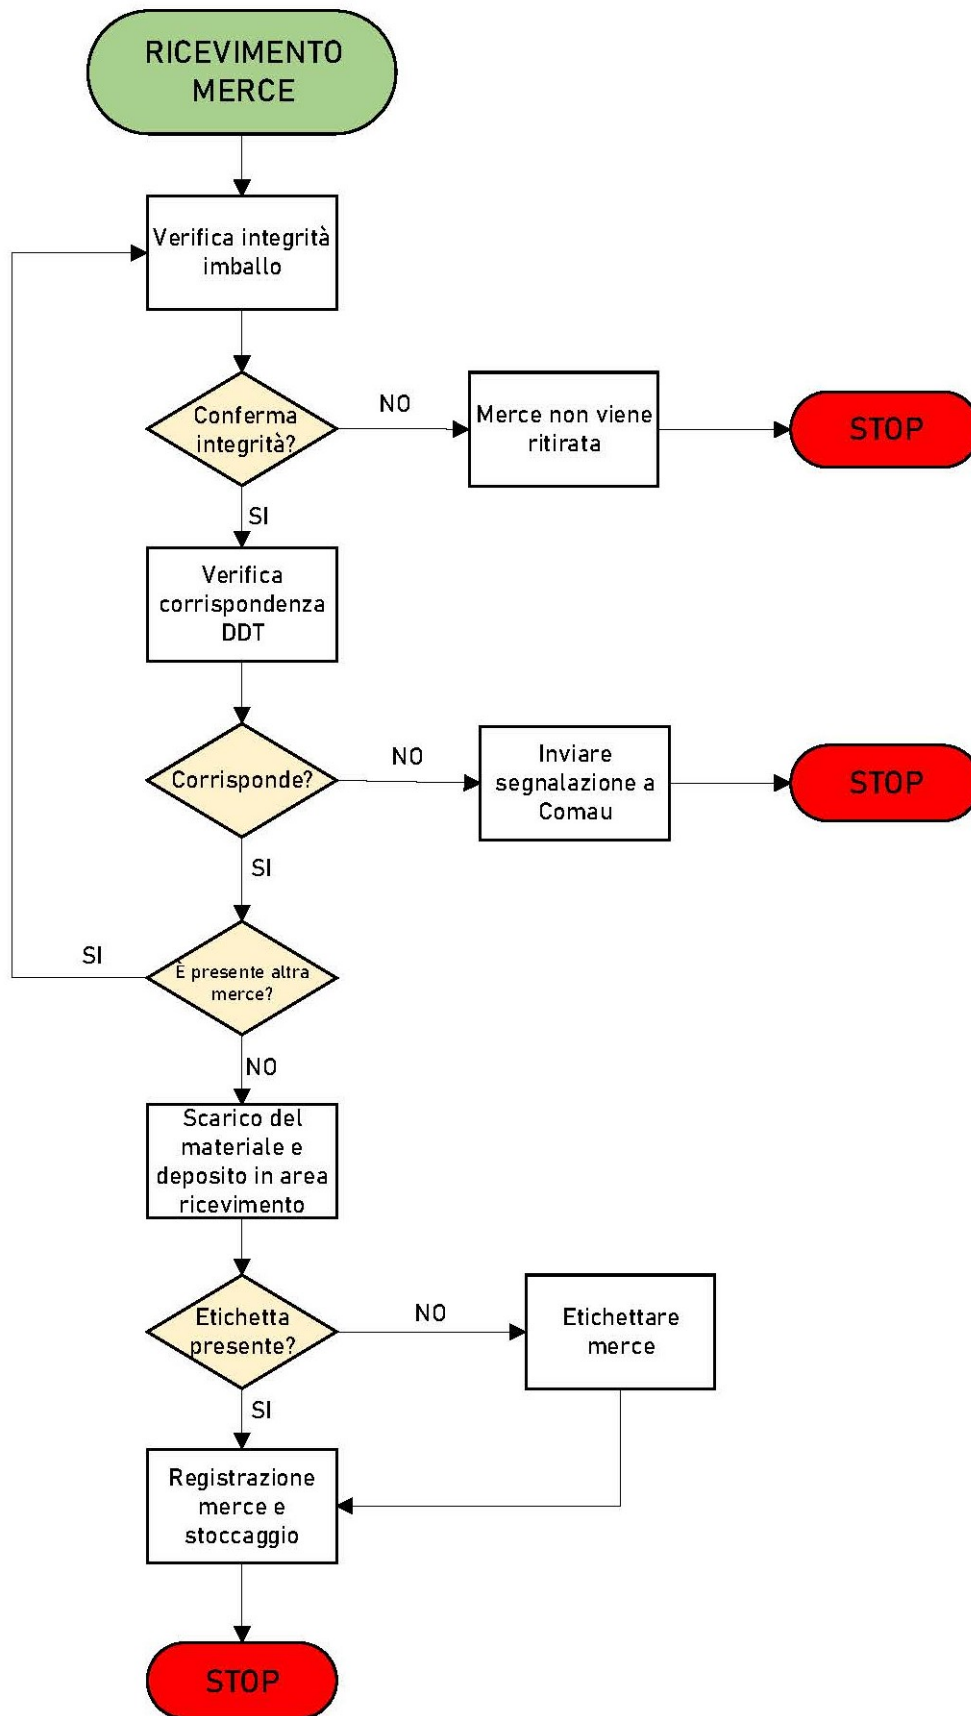 RICEVIMENTO
MERCE
Verifica integrità
imballo
Conferma
integrità?
NO
Merce non viene
ritirata
STOP
SI
Verifica
corrispondenza
DDT
Corrisponde?
NO
Inviare
segnalazione a
Comau
STOP
SI
È presente altra
merce?
SI
NO
Scarico del
materiale e
deposito in area
ricevimento
Etichetta
presente?
NO
Etichettare
merce
SI
Registrazione
merce e
stoccaggio
STOP